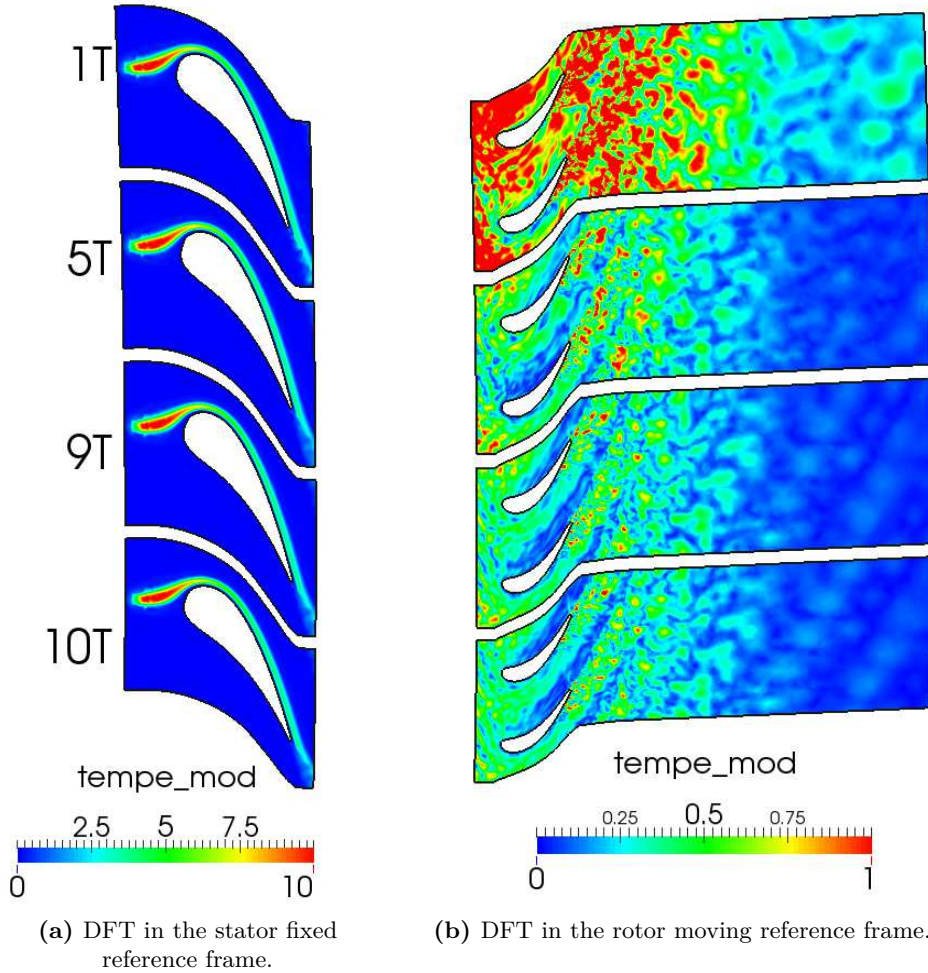 1T
5T
9T
10T
tempe_mod
2.5 5 7.5
0 10
(a) DFT in the stator fixed
reference frame.
tempe_mod
0.25 0.5 0.75
0 1
(b) DFT in the rotor moving reference frame.